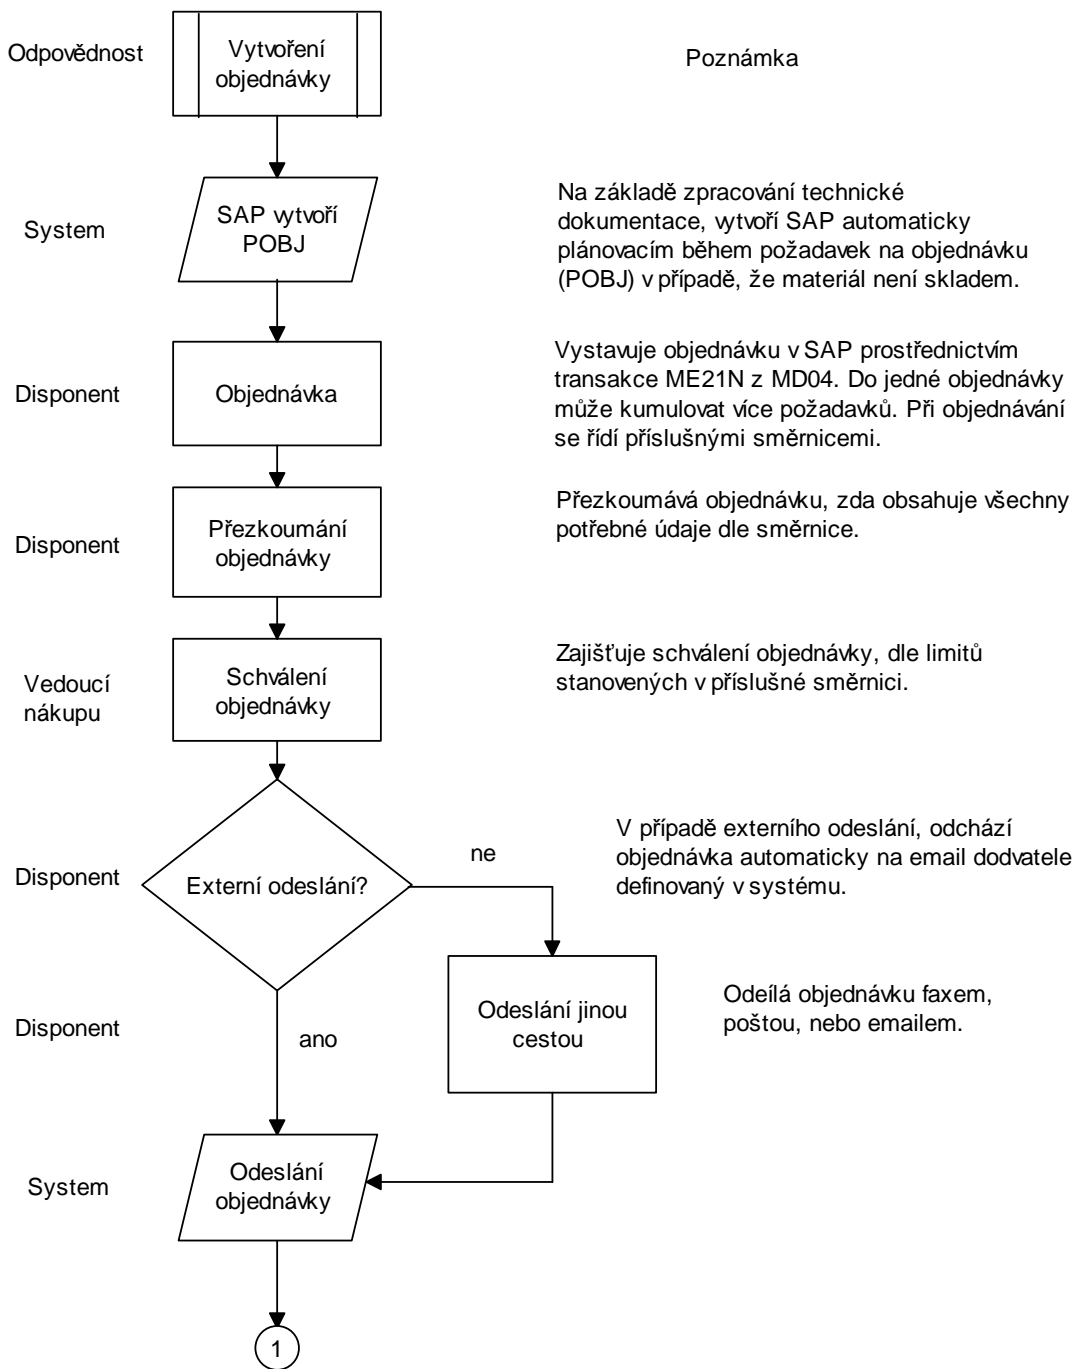 Odpovědnost
Vytvoření
objednávky
Poznámka
System
SAP vytvoří
POBJ
Na základě zpracování technické
dokumentace, vytvoří SAP automaticky
plánovacím během požadavek na objednávku
(POBJ) v případě, že materiál není skladem.
Disponent
Objednávka
Vystavuje objednávku v SAP prostřednictvím
transakce ME21N z MD04. Do jedné objednávky
může kumulovat více požadavků. Při objednávání
se řídí příslušnými směrnicemi.
Disponent
Přezkoumání
objednávky
Přezkoumává objednávku, zda obsahuje všechny
potřebné údaje dle směrnice.
Vedoucí
nákupu
Schválení
objednávky
Zajišťuje schválení objednávky, dle limitů
stanovených v příslušné směrnici.
Disponent
Externí odeslání?
ne
V případě externího odeslání, odchází
objednávka automaticky na email dodvatele
definovaný v systému.
Disponent
ano
Odeslání jinou
cestou
Odeílá objednávku faxem,
poštou, nebo emailem.
System
Odeslání
objednávky
1